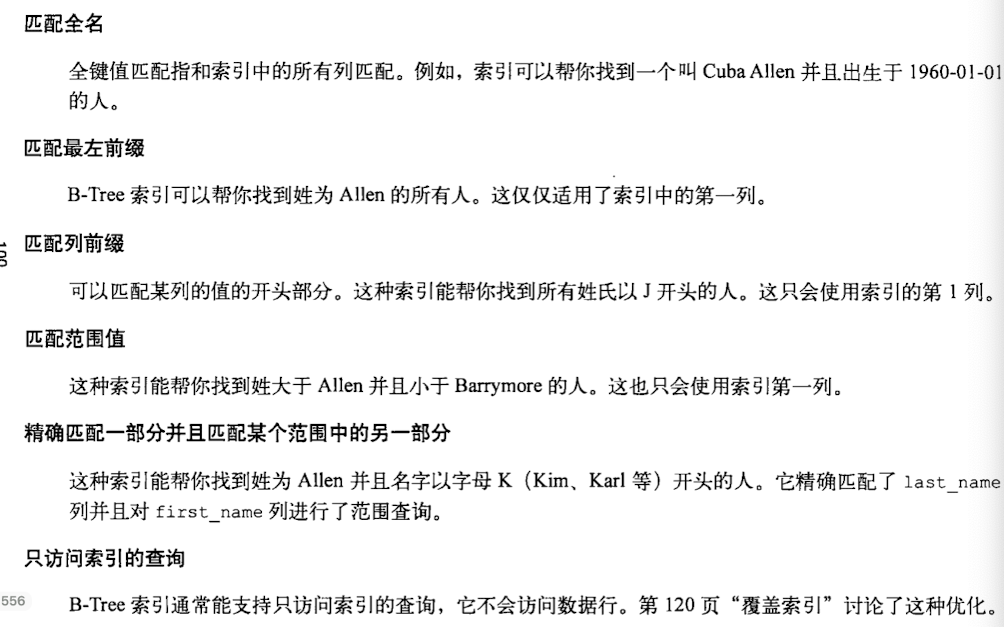 匹配全名
全键值匹配指和索引中的所有列匹配。例如，索引可以帮你找到一个叫 Cuba Allen 并且出生于 1960-01-01
的人。
匹配最左前缀
B-Tree 索引可以帮你找到姓为 Allen 的所有人。这仅仅适用了索引中的第一列。
匹配列前缀
可以匹配某列的值的开头部分。这种索引能帮你找到所有姓氏以 J 开头的人。这只会使用索引的第 1 列。
匹配范围值
这种索引能帮你找到姓大于 Allen 并且小于 Barrymore 的人。这也只会使用索引第一列。
精确匹配一部分并且匹配某个范围中的另一部分
这种索引能帮你找到姓为 Allen 并且名字以字母 K（Kim、Karl 等）开头的人。它精确匹配了 last_name
列并且对 first_name 列进行了范围查询。
只访问索引的查询
556
B-Tree 索引通常能支持只访问索引的查询，它不会访问数据行。第 120 页“覆盖索引”讨论了这种优化。